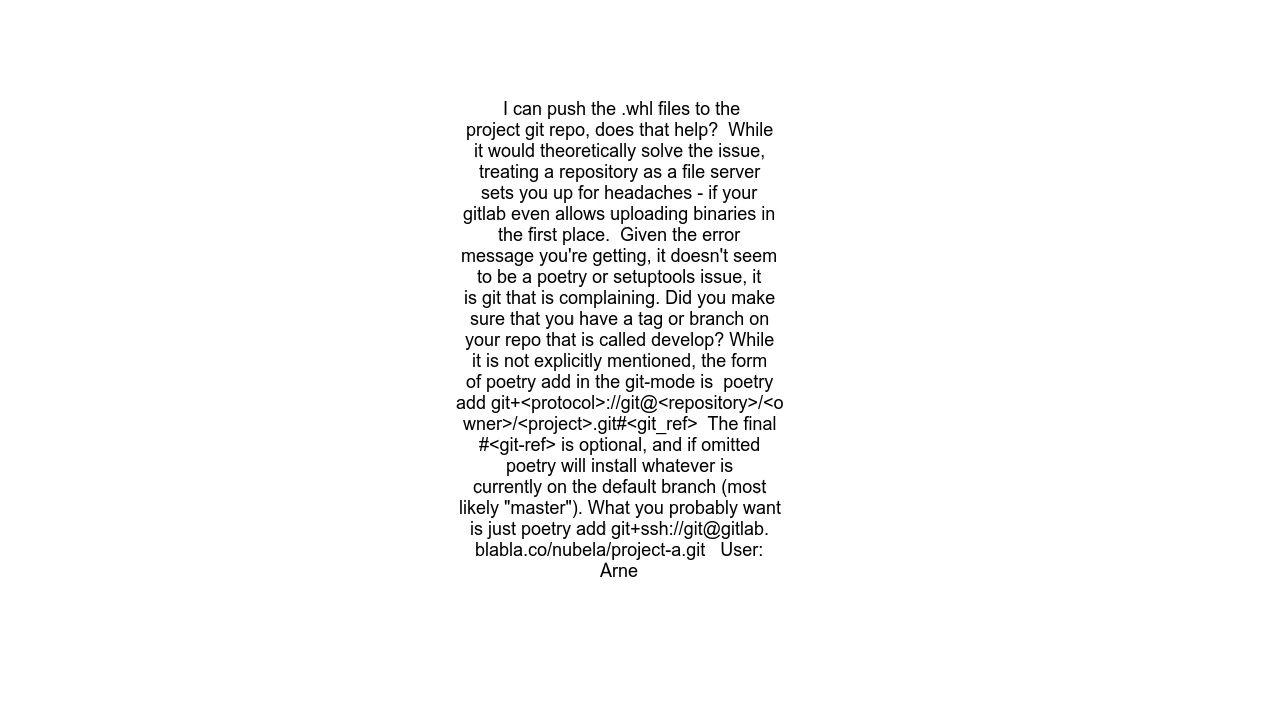 I can push the .whl files to the
project git repo, does that help?  While
it would theoretically solve the issue,
treating a repository as a file server
sets you up for headaches - if your
gitlab even allows uploading binaries in
the first place.  Given the error
message you're getting, it doesn't seem
to be a poetry or setuptools issue, it
is git that is complaining. Did you make
sure that you have a tag or branch on
your repo that is called develop? While
it is not explicitly mentioned, the form
of poetry add in the git-mode is  poetry
add git+<protocol>://git@<repository>/<o
wner>/<project>.git#<git_ref>  The final
#<git-ref> is optional, and if omitted
poetry will install whatever is
currently on the default branch (most
likely "master"). What you probably want
is just poetry add git+ssh://git@gitlab.
blabla.co/nubela/project-a.git   User:
Arne